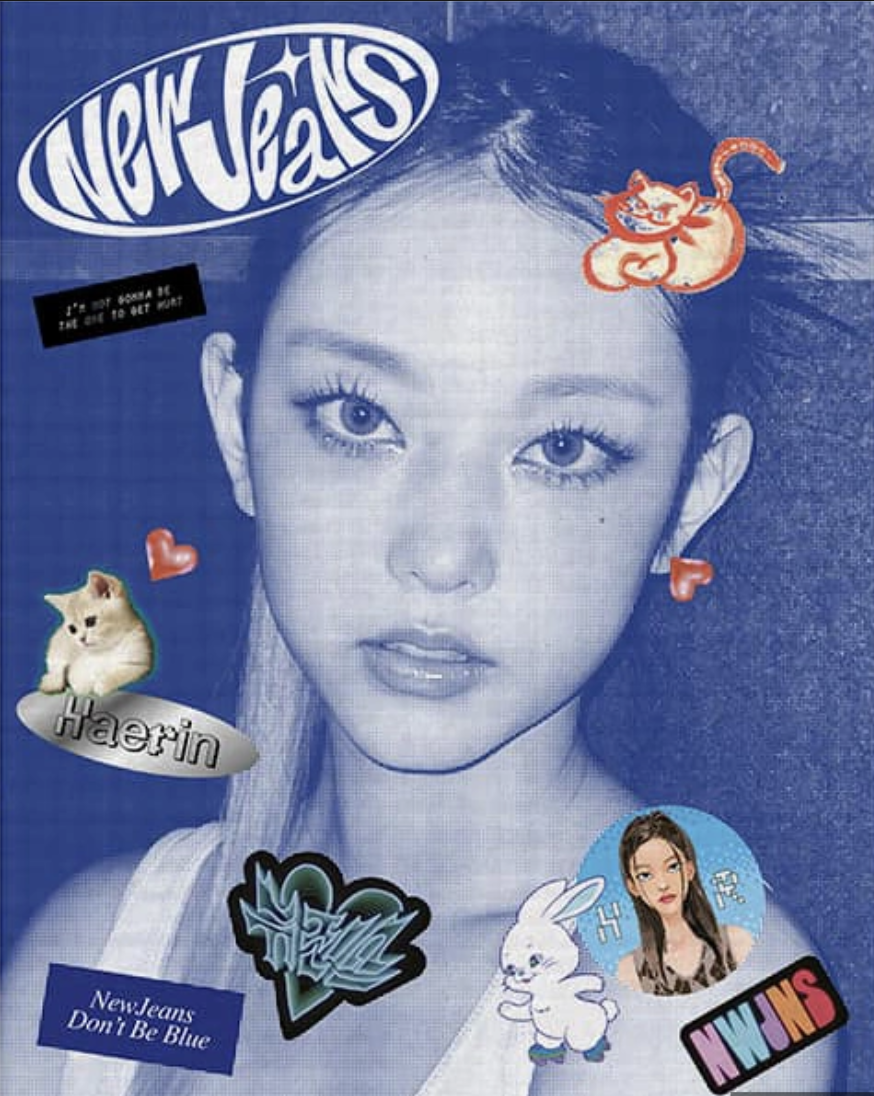 NewJeans
I'M NOT GONNA BE
THE ONE TO GET HURT
Haerin
H R
NewJeans
Don't Be Blue
NWJNS